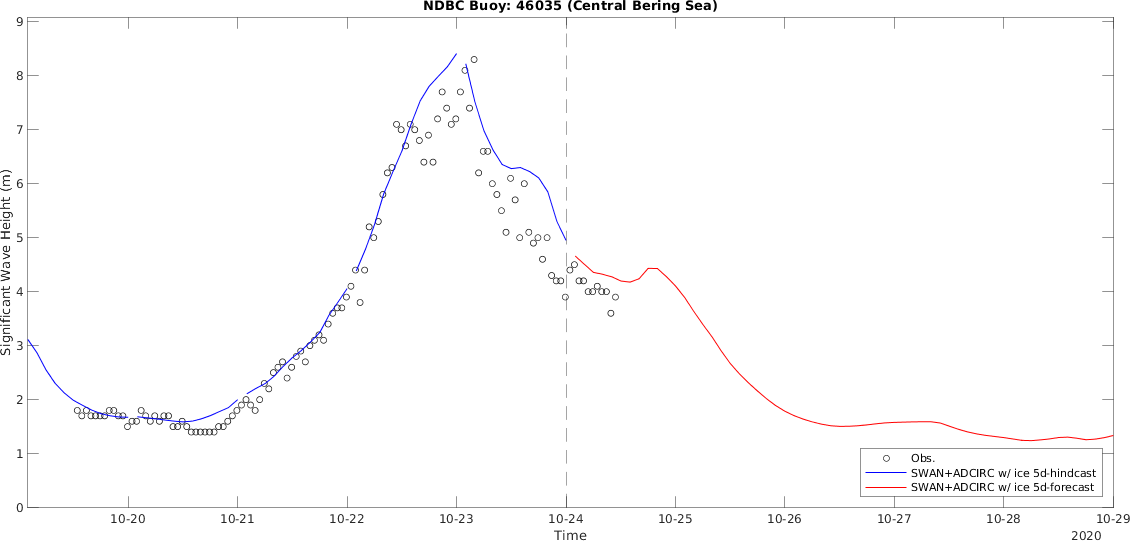 NDBC Buoy: 46035 (Central Bering Sea)
9
8
7
6
5
4
3
2
1
0
Significant Wave Height (m)
Obs.
SWAN+ADCIRC w/ ice 5d-hindcast
SWAN+ADCIRC w/ ice 5d-forecast
10-20 10-21 10-22 10-23 10-24 10-25 10-26 10-27 10-28 10-29
Time
2020